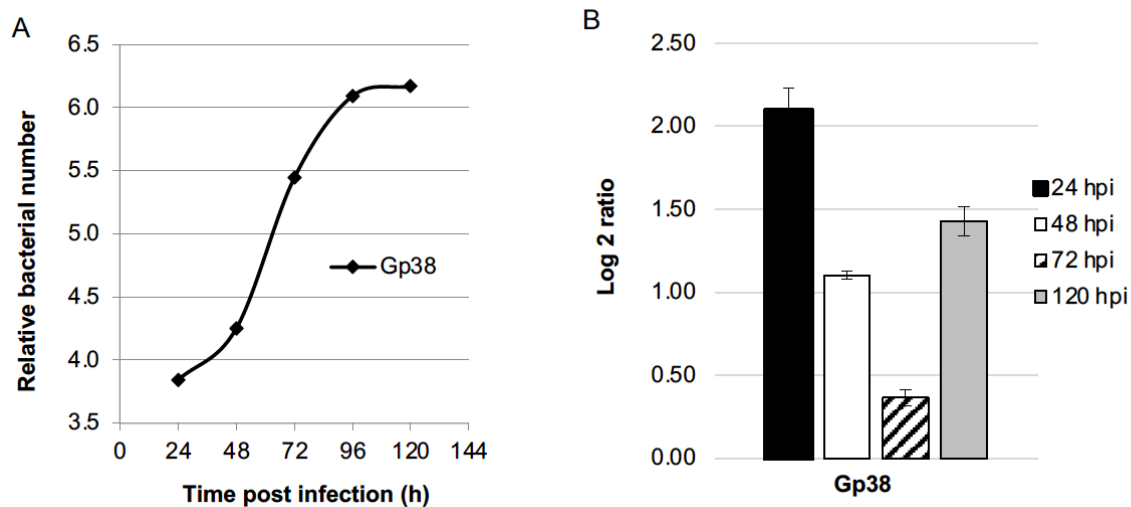 A
Relative bacterial number
6.5
6.0
5.5
5.0
4.5
4.0
3.5
0 24 48 72 96 120 144
Time post infection (h)
Gp38
B
Log 2 ratio
2.50
2.00
1.50
1.00
0.50
0.00
Gp38
24 hpi
48 hpi
72 hpi
120 hpi